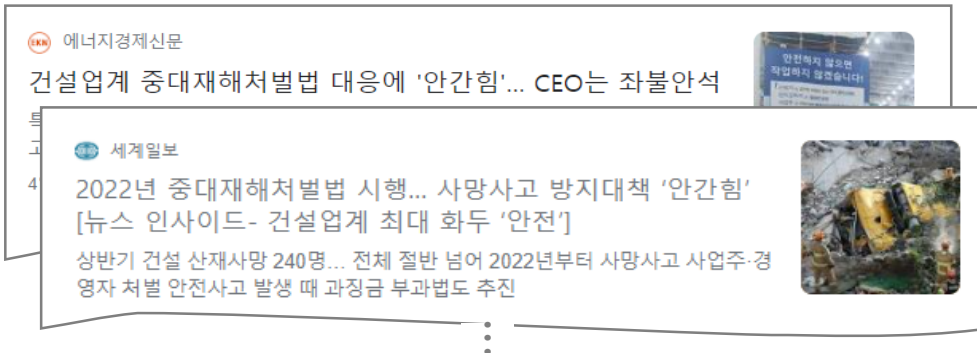 EKN 에너지경제신문
건설업계 중대재해처벌법 대응에 '안간힘'... CEO는 좌불안석
안전하지 않으면
작업하지 않겠습니다!
세계일보
2022년 중대재해처벌법 시행... 사망사고 방지대책 '안간힘'
[뉴스 인사이드- 건설업계 최대 화두 '안전']
상반기 건설 산재사망 240명... 전체 절반 넘어 2022년부터 사망사고 사업주·경
영자 처벌 안전사고 발생 때 과징금 부과법도 추진